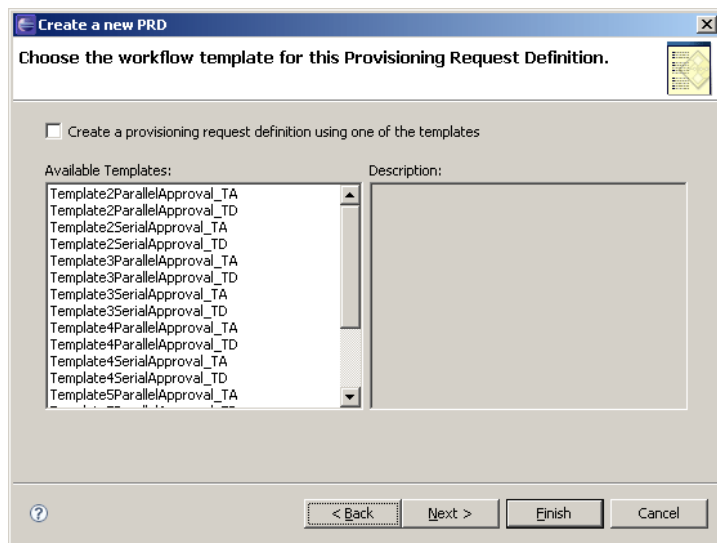 Create a new PRD
Choose the workflow template for this Provisioning Request Definition.
Create a provisioning request definition using one of the templates
Available Templates:
Description:
Template2ParallelApproval_TA
Template2ParallelApproval_TD
Template2SerialApproval_TA
Template2SerialApproval_TD
Template3ParallelApproval_TA
Template3ParallelApproval_TD
Template3SerialApproval_TA
Template3SerialApproval_TD
Template4ParallelApproval_TA
Template4ParallelApproval_TD
Template4SerialApproval_TA
Template4SerialApproval_TD
Template5ParallelApproval_TA
? < Back Next > Finish Cancel